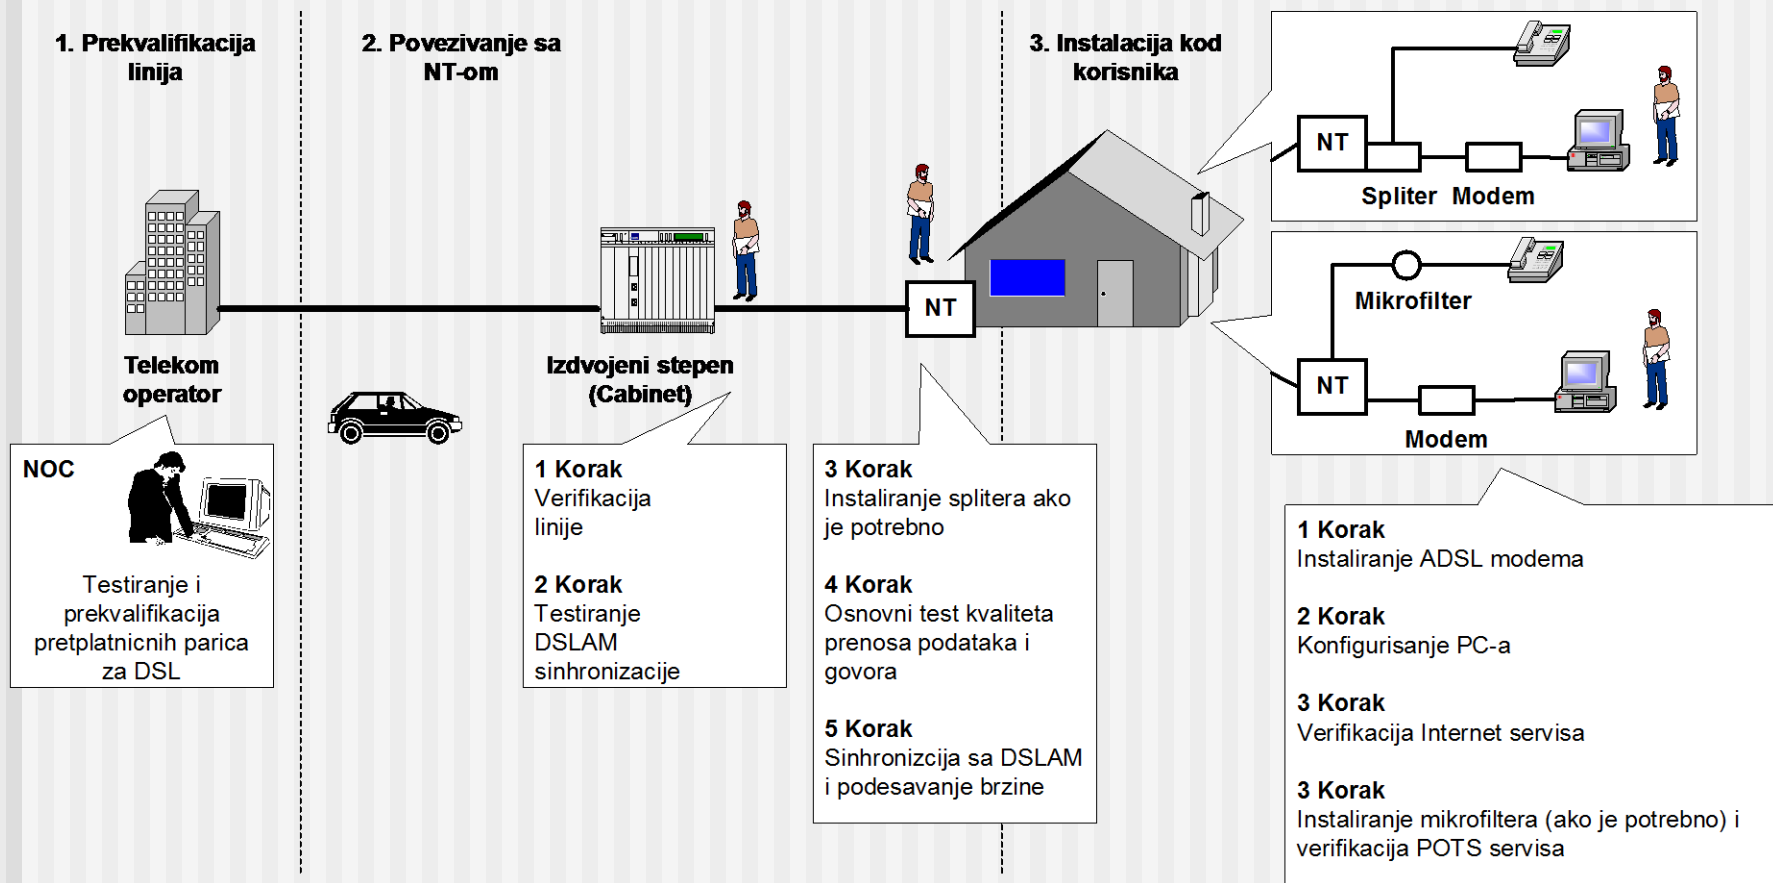 1. Prekvalifikacija
linija
2. Povezivanje sa
NT-om
3. Instalacija kod
korisnika
NT
Spliter Modem
Mikrofilter
NT
Modem
NT
Telekom
operator
Izdvojeni stepen
(Cabinet)
NOC
Testiranje i
prekvalifikacija
pretplatnicnih parica
za DSL
1 Korak
Verifikacija
linije
2 Korak
Testiranje
DSLAM
sinhronizacije
3 Korak
Instaliranje splitera ako
je potrebno
4 Korak
Osnovni test kvaliteta
prenosa podataka i
govora
5 Korak
Sinhronizcija sa DSLAM
i podesavanje brzine
1 Korak
Instaliranje ADSL modema
2 Korak
Konfigurisanje PC-a
3 Korak
Verifikacija Internet servisa
3 Korak
Instaliranje mikrofiltera (ako je potrebno) i
verifikacija POTS servisa